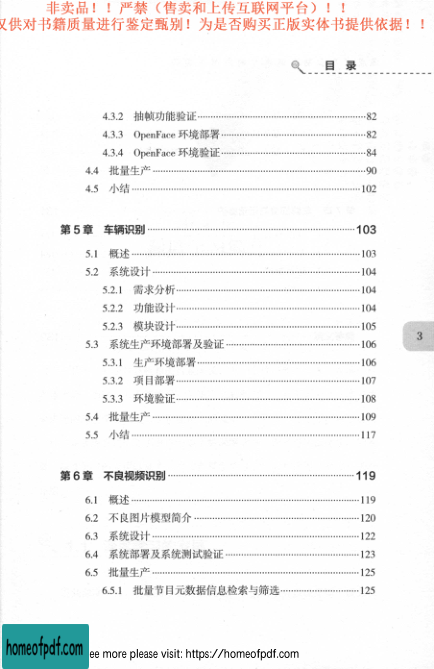 非卖品！！严禁（售卖和上传互联网平台）！！
仅供对书籍质量进行鉴定甄别！为是否购买正版实体书提供依据！！
目 录
4.3.2 抽帧功能验证 82
4.3.3 OpenFace 环境部署 82
4.3.4 OpenFace 环境验证 84
4.4 批量生产 90
4.5 小结 102
第 5 章 车辆识别 103
5.1 概述 103
5.2 系统设计 104
5.2.1 需求分析 104
5.2.2 功能设计 104
5.2.3 模块设计 105
3
5.3 系统生产环境部署及验证 106
5.3.1 生产环境部署 106
5.3.2 项目部署 107
5.3.3 环境验证 108
5.4 批量生产 109
5.5 小结 117
第 6 章 不良视频识别 119
6.1 概述 119
6.2 不良图片模型简介 120
6.3 系统设计 122
6.4 系统部署及系统测试验证 123
6.5 批量生产 125
6.5.1 批量节目元数据信息检索与筛选 125
homeofpdf.com
ee more please visit: https://homeofpdf.com